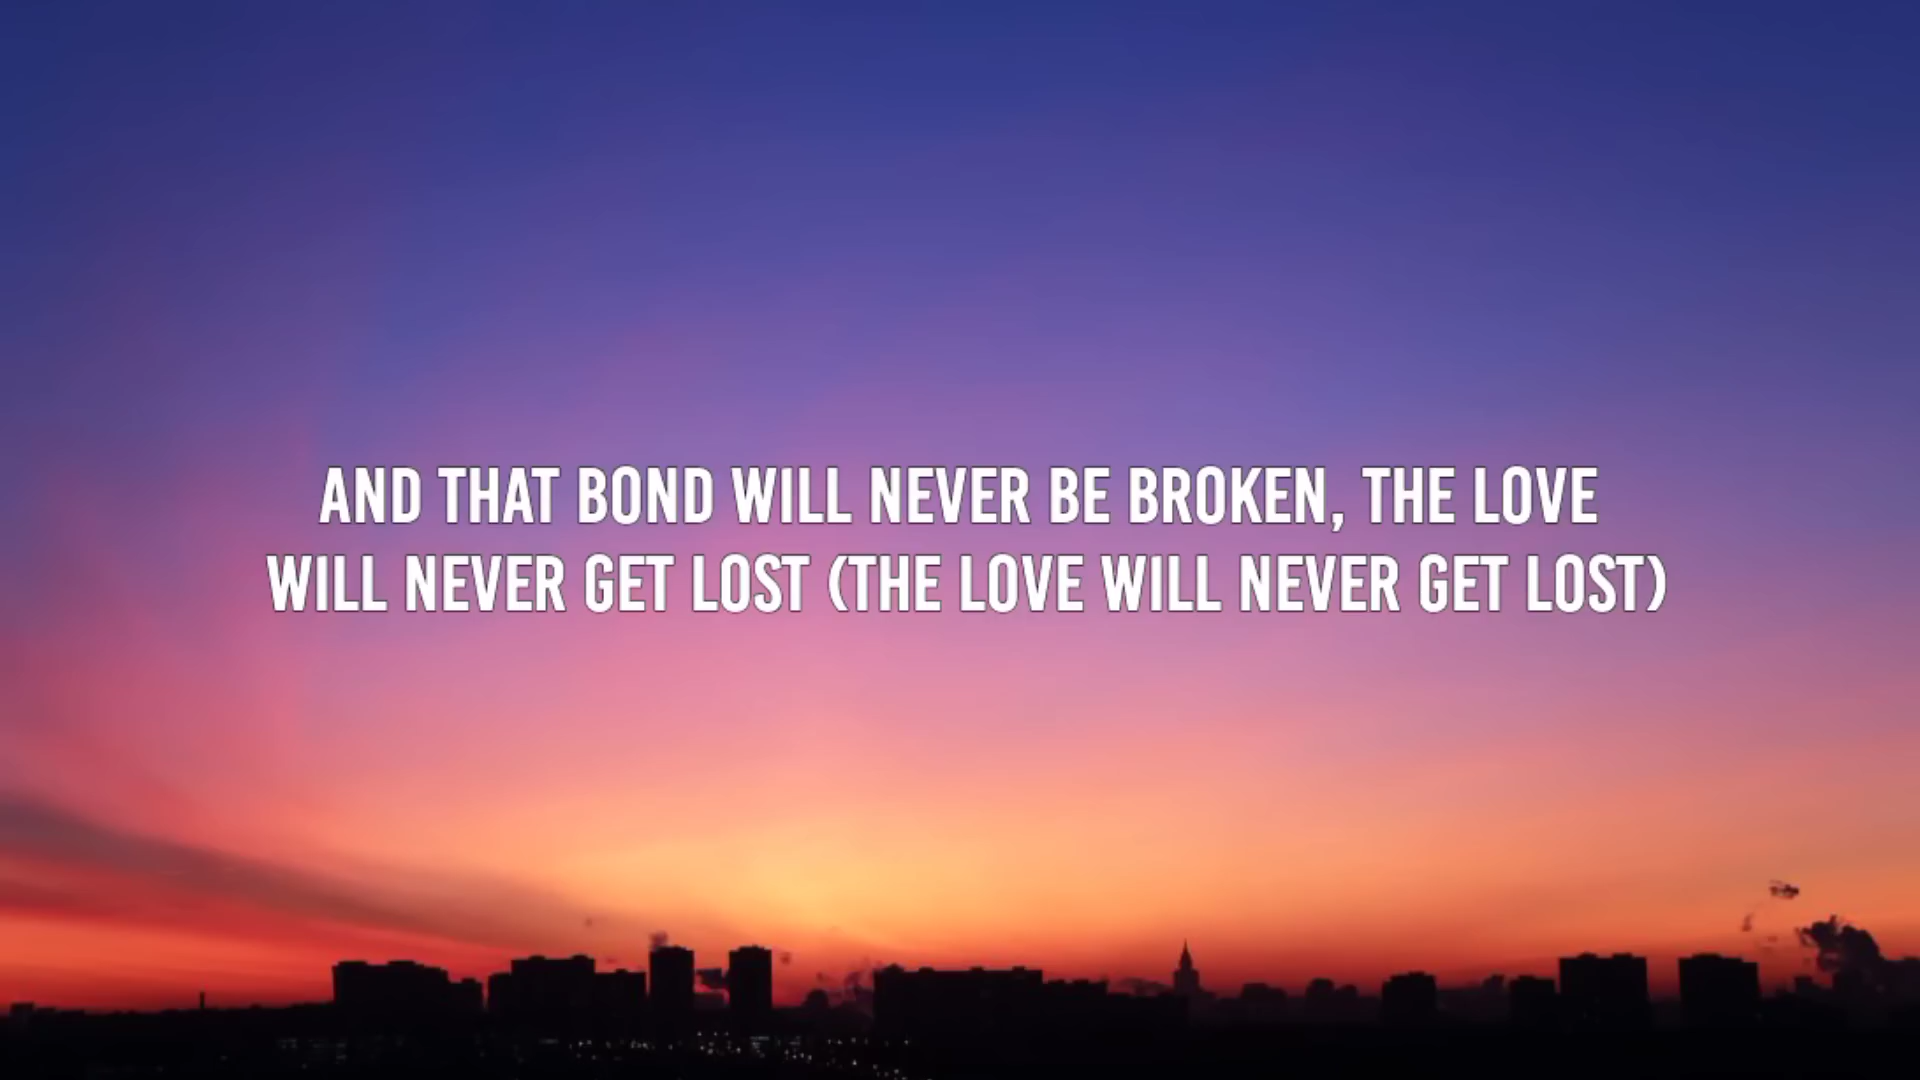 AND THAT BOND WILL NEVER BE BROKEN, THE LOVE
WILL NEVER GET LOST (THE LOVE WILL NEVER GET LOST)